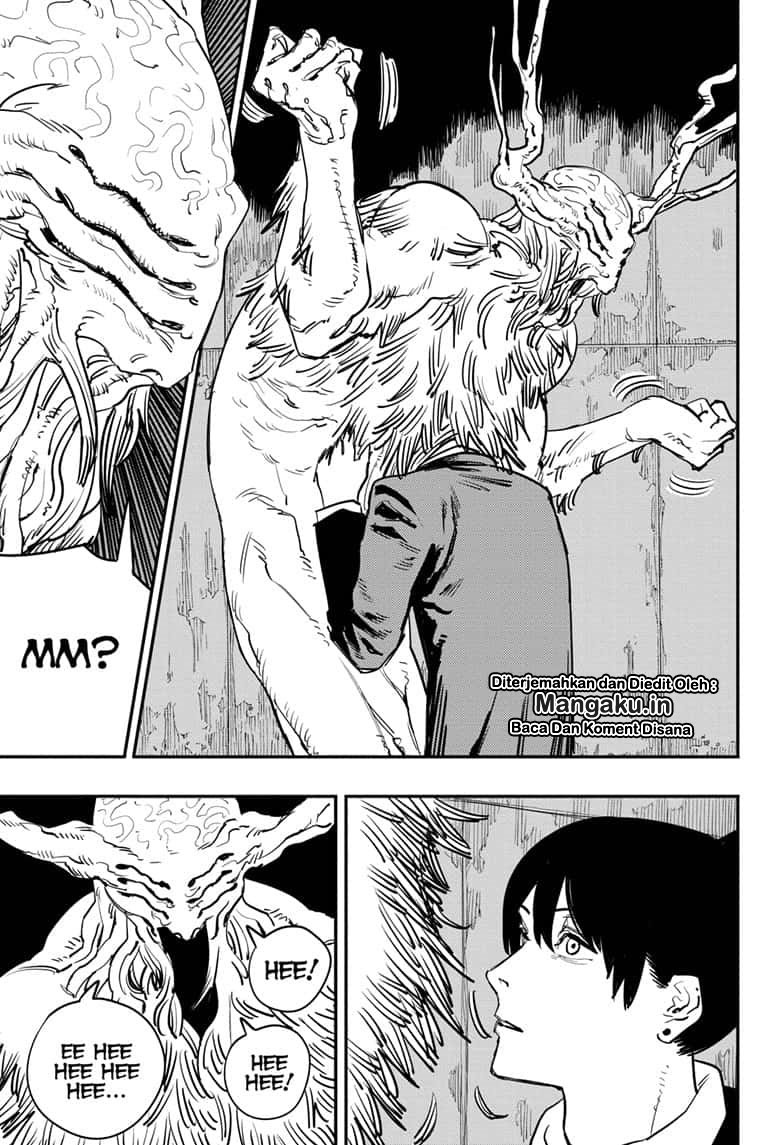 MM?
Diterjemahkan dan Diedit Oleh:
Mangaku.in
Baca Dan Koment Disana
HEE!
HEE
HEE!
EE HEE
HEE HEE
HEE...